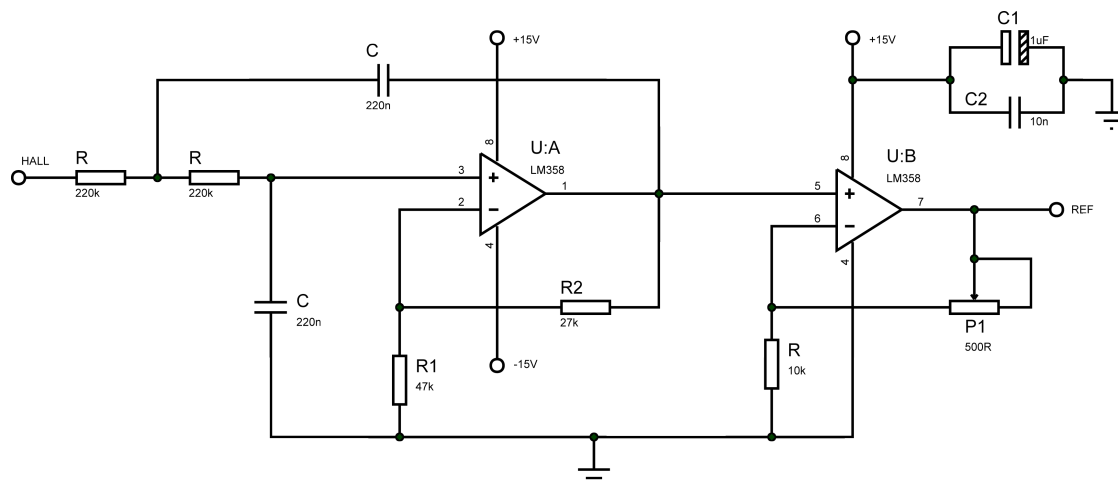 C1
1uF
+15V
+15V
C
220n
C2
10n
8
U:A
LM358
8
U:B
LM358
HALL
R
220k
R
220k
3
+
1
2
−
4
5
+
7
REF
6
−
4
C
220n
R2
27k
P1
500R
R1
47k
-15V
R
10k